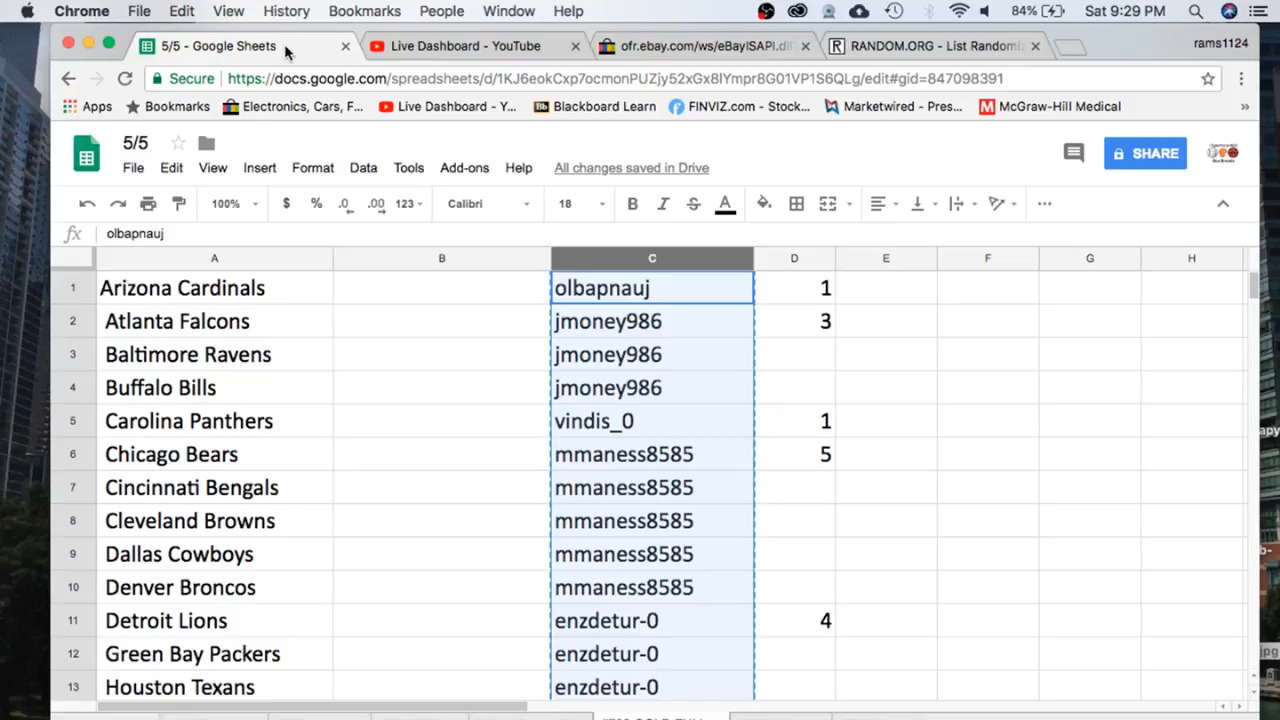 Chrome File Edit View History Bookmarks People Window Help 84% Sat 9:29 PM
5/5 - Google Sheets Live Dashboard - YouTube ofr.ebay.com/ws/eBayISAPI.dll RANDOM.ORG - List Randomiz rams1124
Secure https://docs.google.com/spreadsheets/d/1KJ6eokCxp7ocmonPUZjy52xGx8IYmpr8G01VP1S6QLg/edit#gid=847098391
Apps Bookmarks Electronics, Cars, F... Live Dashboard - Y... Blackboard Learn FINVIZ.com - Stock... Marketwired - Pres... McGraw-Hill Medical »
5/5
SHARE
File Edit View Insert Format Data Tools Add-ons Help All changes saved in Drive
100% $ % .0 .00 123 Calibri 18 B I S A
fx olbapnauj
A B C D E F G H
1 Arizona Cardinals olbapnauj 1
2 Atlanta Falcons jmoney986 3
3 Baltimore Ravens jmoney986
4 Buffalo Bills jmoney986
5 Carolina Panthers vindis_0 1
6 Chicago Bears mmaness8585 5
7 Cincinnati Bengals mmaness8585
8 Cleveland Browns mmaness8585
9 Dallas Cowboys mmaness8585
10 Denver Broncos mmaness8585
11 Detroit Lions enzdetur-0 4
12 Green Bay Packers enzdetur-0
13 Houston Texans enzdetur-0